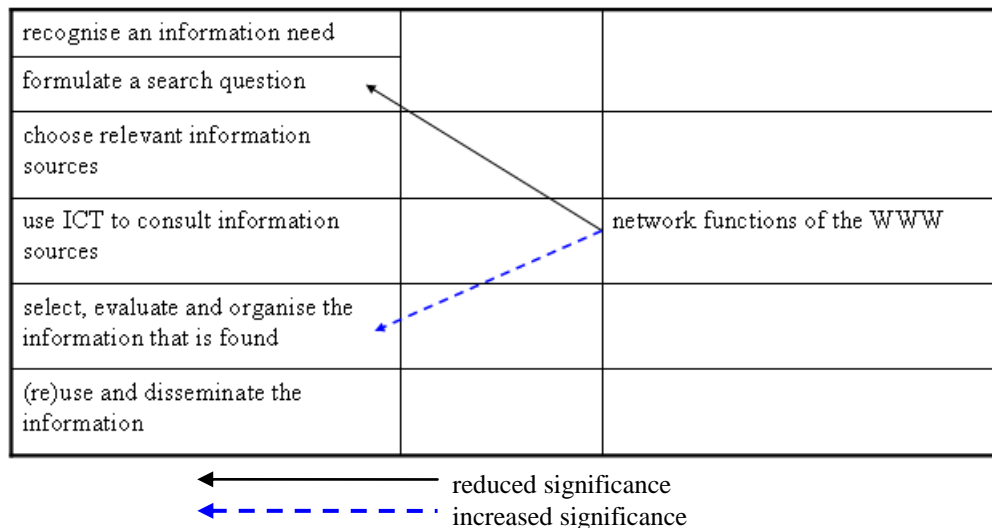 recognise an information need
formulate a search question
choose relevant information
sources
use ICT to consult information
sources
network functions of the WWW
select, evaluate and organise the
information that is found
(re)use and disseminate the
information
reduced significance
increased significance